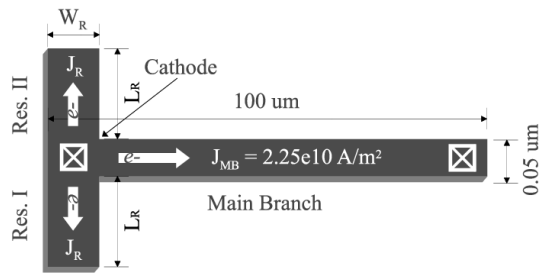 W_R
J_R
Cathode
Res. II
e-
L_R
100 um
e-
J_MB = 2.25e10 A/m²
0.05 um
Main Branch
Res. I
e-
L_R
J_R